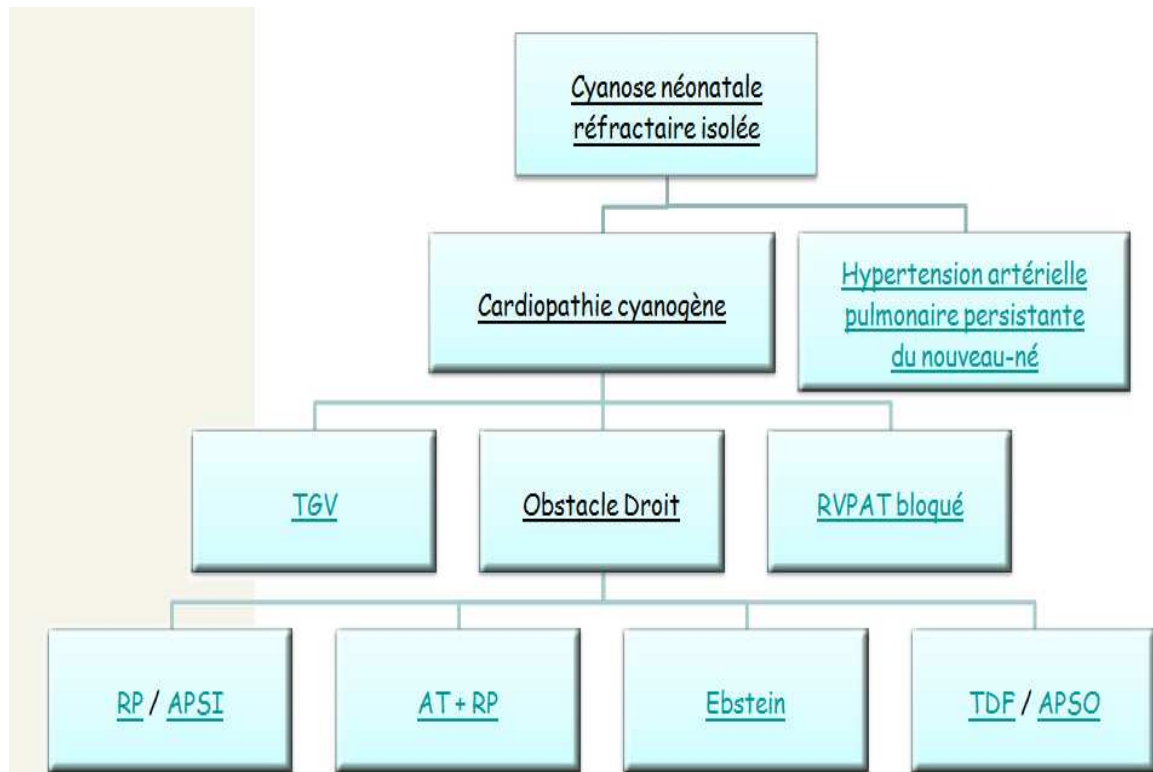 Cyanose néonatale
réfractaire isolée
Cardiopathie cyanogène
Hypertension artérielle
pulmonaire persistante
du nouveau-né
TGV
Obstacle Droit
RVPAT bloqué
RP / APSI
AT + RP
Ebstein
TDF / APSO